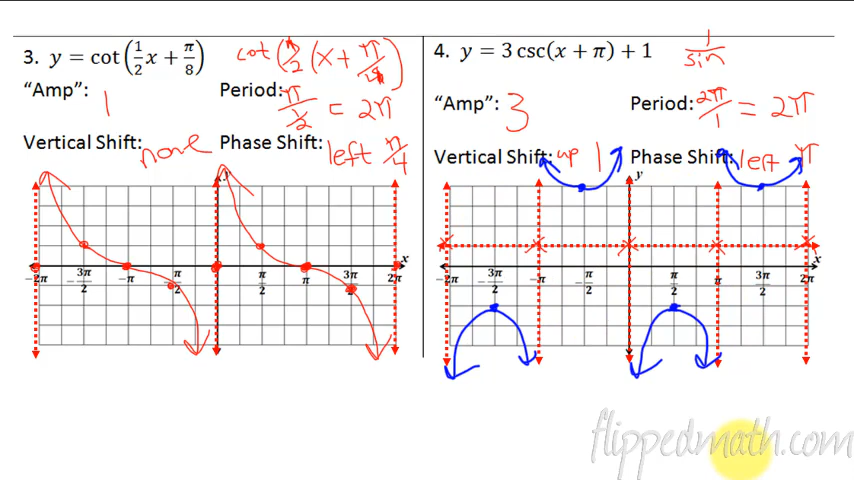 3. y = cot(1/2 x + π/8) cot(1/2(x + π/4))
"Amp": 1 Period: π/(1/2) = 2π
Vertical Shift: none Phase Shift: left π/4
y
x
-2π -3π/2 -π -π/2 π/2 π 3π/2 2π
4. y = 3 csc(x + π) + 1 1/sin
"Amp": 3 Period: 2π/1 = 2π
Vertical Shift: up 1 Phase Shift: left π
y
x
-2π -3π/2 -π -π/2 π/2 π 3π/2 2π
flippedmath.com